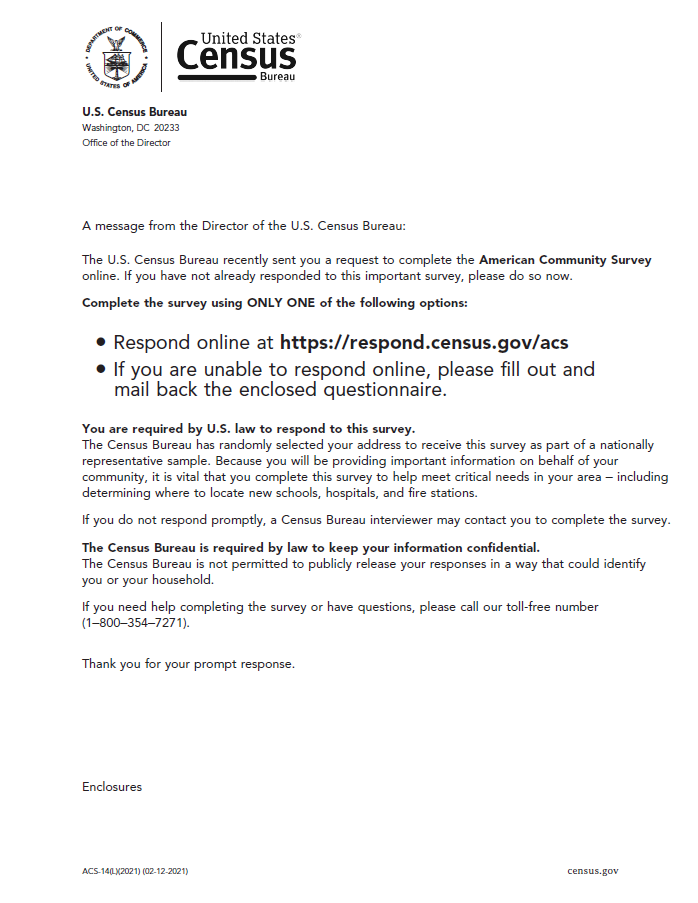 DEPARTMENT OF COMMERCE
UNITED STATES OF AMERICA
United States®
Census
Bureau
U.S. Census Bureau
Washington, DC 20233
Office of the Director
A message from the Director of the U.S. Census Bureau:
The U.S. Census Bureau recently sent you a request to complete the American Community Survey
online. If you have not already responded to this important survey, please do so now.
Complete the survey using ONLY ONE of the following options:
• Respond online at https://respond.census.gov/acs
• If you are unable to respond online, please fill out and
mail back the enclosed questionnaire.
You are required by U.S. law to respond to this survey.
The Census Bureau has randomly selected your address to receive this survey as part of a nationally
representative sample. Because you will be providing important information on behalf of your
community, it is vital that you complete this survey to help meet critical needs in your area – including
determining where to locate new schools, hospitals, and fire stations.
If you do not respond promptly, a Census Bureau interviewer may contact you to complete the survey.
The Census Bureau is required by law to keep your information confidential.
The Census Bureau is not permitted to publicly release your responses in a way that could identify
you or your household.
If you need help completing the survey or have questions, please call our toll-free number
(1–800–354–7271).
Thank you for your prompt response.
Enclosures
ACS-14(L)(2021) (02-12-2021)
census.gov